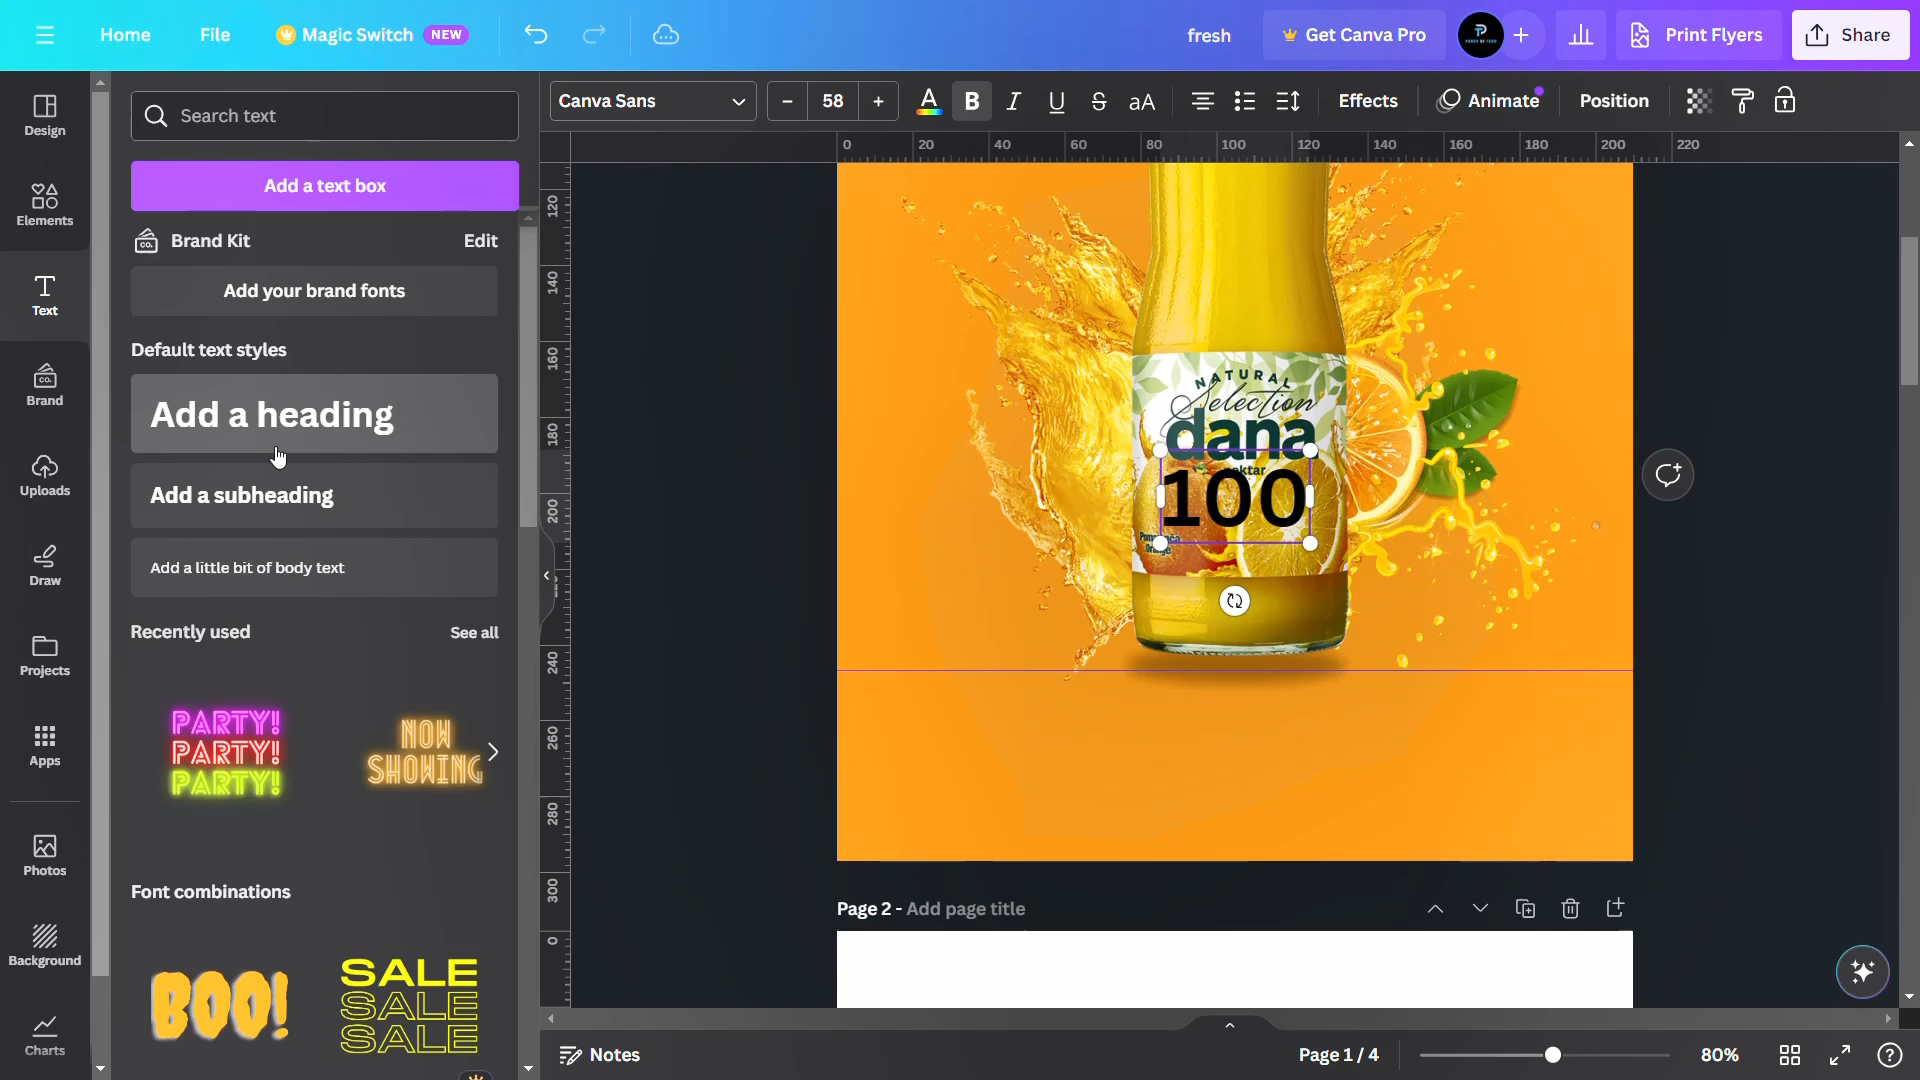 Home
File
Magic Switch
NEW
fresh
Get Canva Pro
Print Flyers
Share
Design
Elements
Text
Brand
Uploads
Draw
Projects
Apps
Photos
Background
Charts
Search text
Add a text box
Brand Kit
Edit
Add your brand fonts
Default text styles
Add a heading
Add a subheading
Add a little bit of body text
Recently used
See all
PARTY!
PARTY!
PARTY!
NOW
SHOWING
Font combinations
BOO!
SALE
SALE
SALE
Canva Sans
– 58 +
A B I U S aA
Effects
Animate
Position
0 20 40 60 80 100 120 140 160 180 200 220
120
140
160
180
200
240
260
280
300
0
NATURAL
Selection
dana
nektar
100
Page 2 - Add page title
Notes
Page 1 / 4
80%